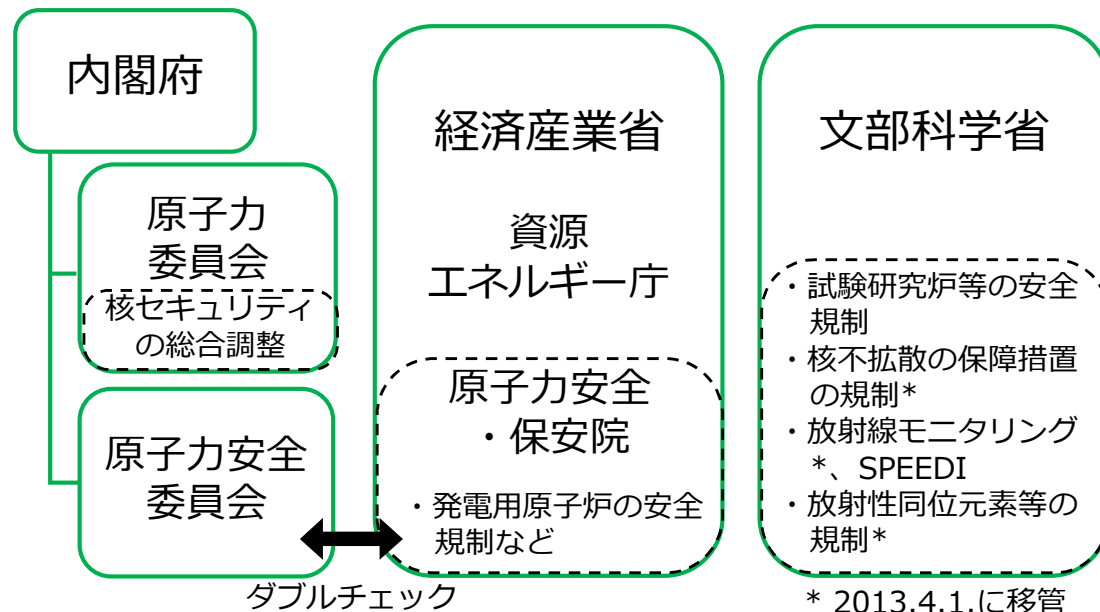 内閣府
原子力
委員会
核セキュリティ
の総合調整
原子力安全
委員会
経済産業省
資源
エネルギー庁
原子力安全
・保安院
・発電用原子炉の安全
規制など
ダブルチェック
文部科学省
・試験研究炉等の安全
規制
・核不拡散の保障措置
の規制*
・放射線モニタリング
*、SPEEDI
・放射性同位元素等の
規制*
* 2013.4.1.に移管